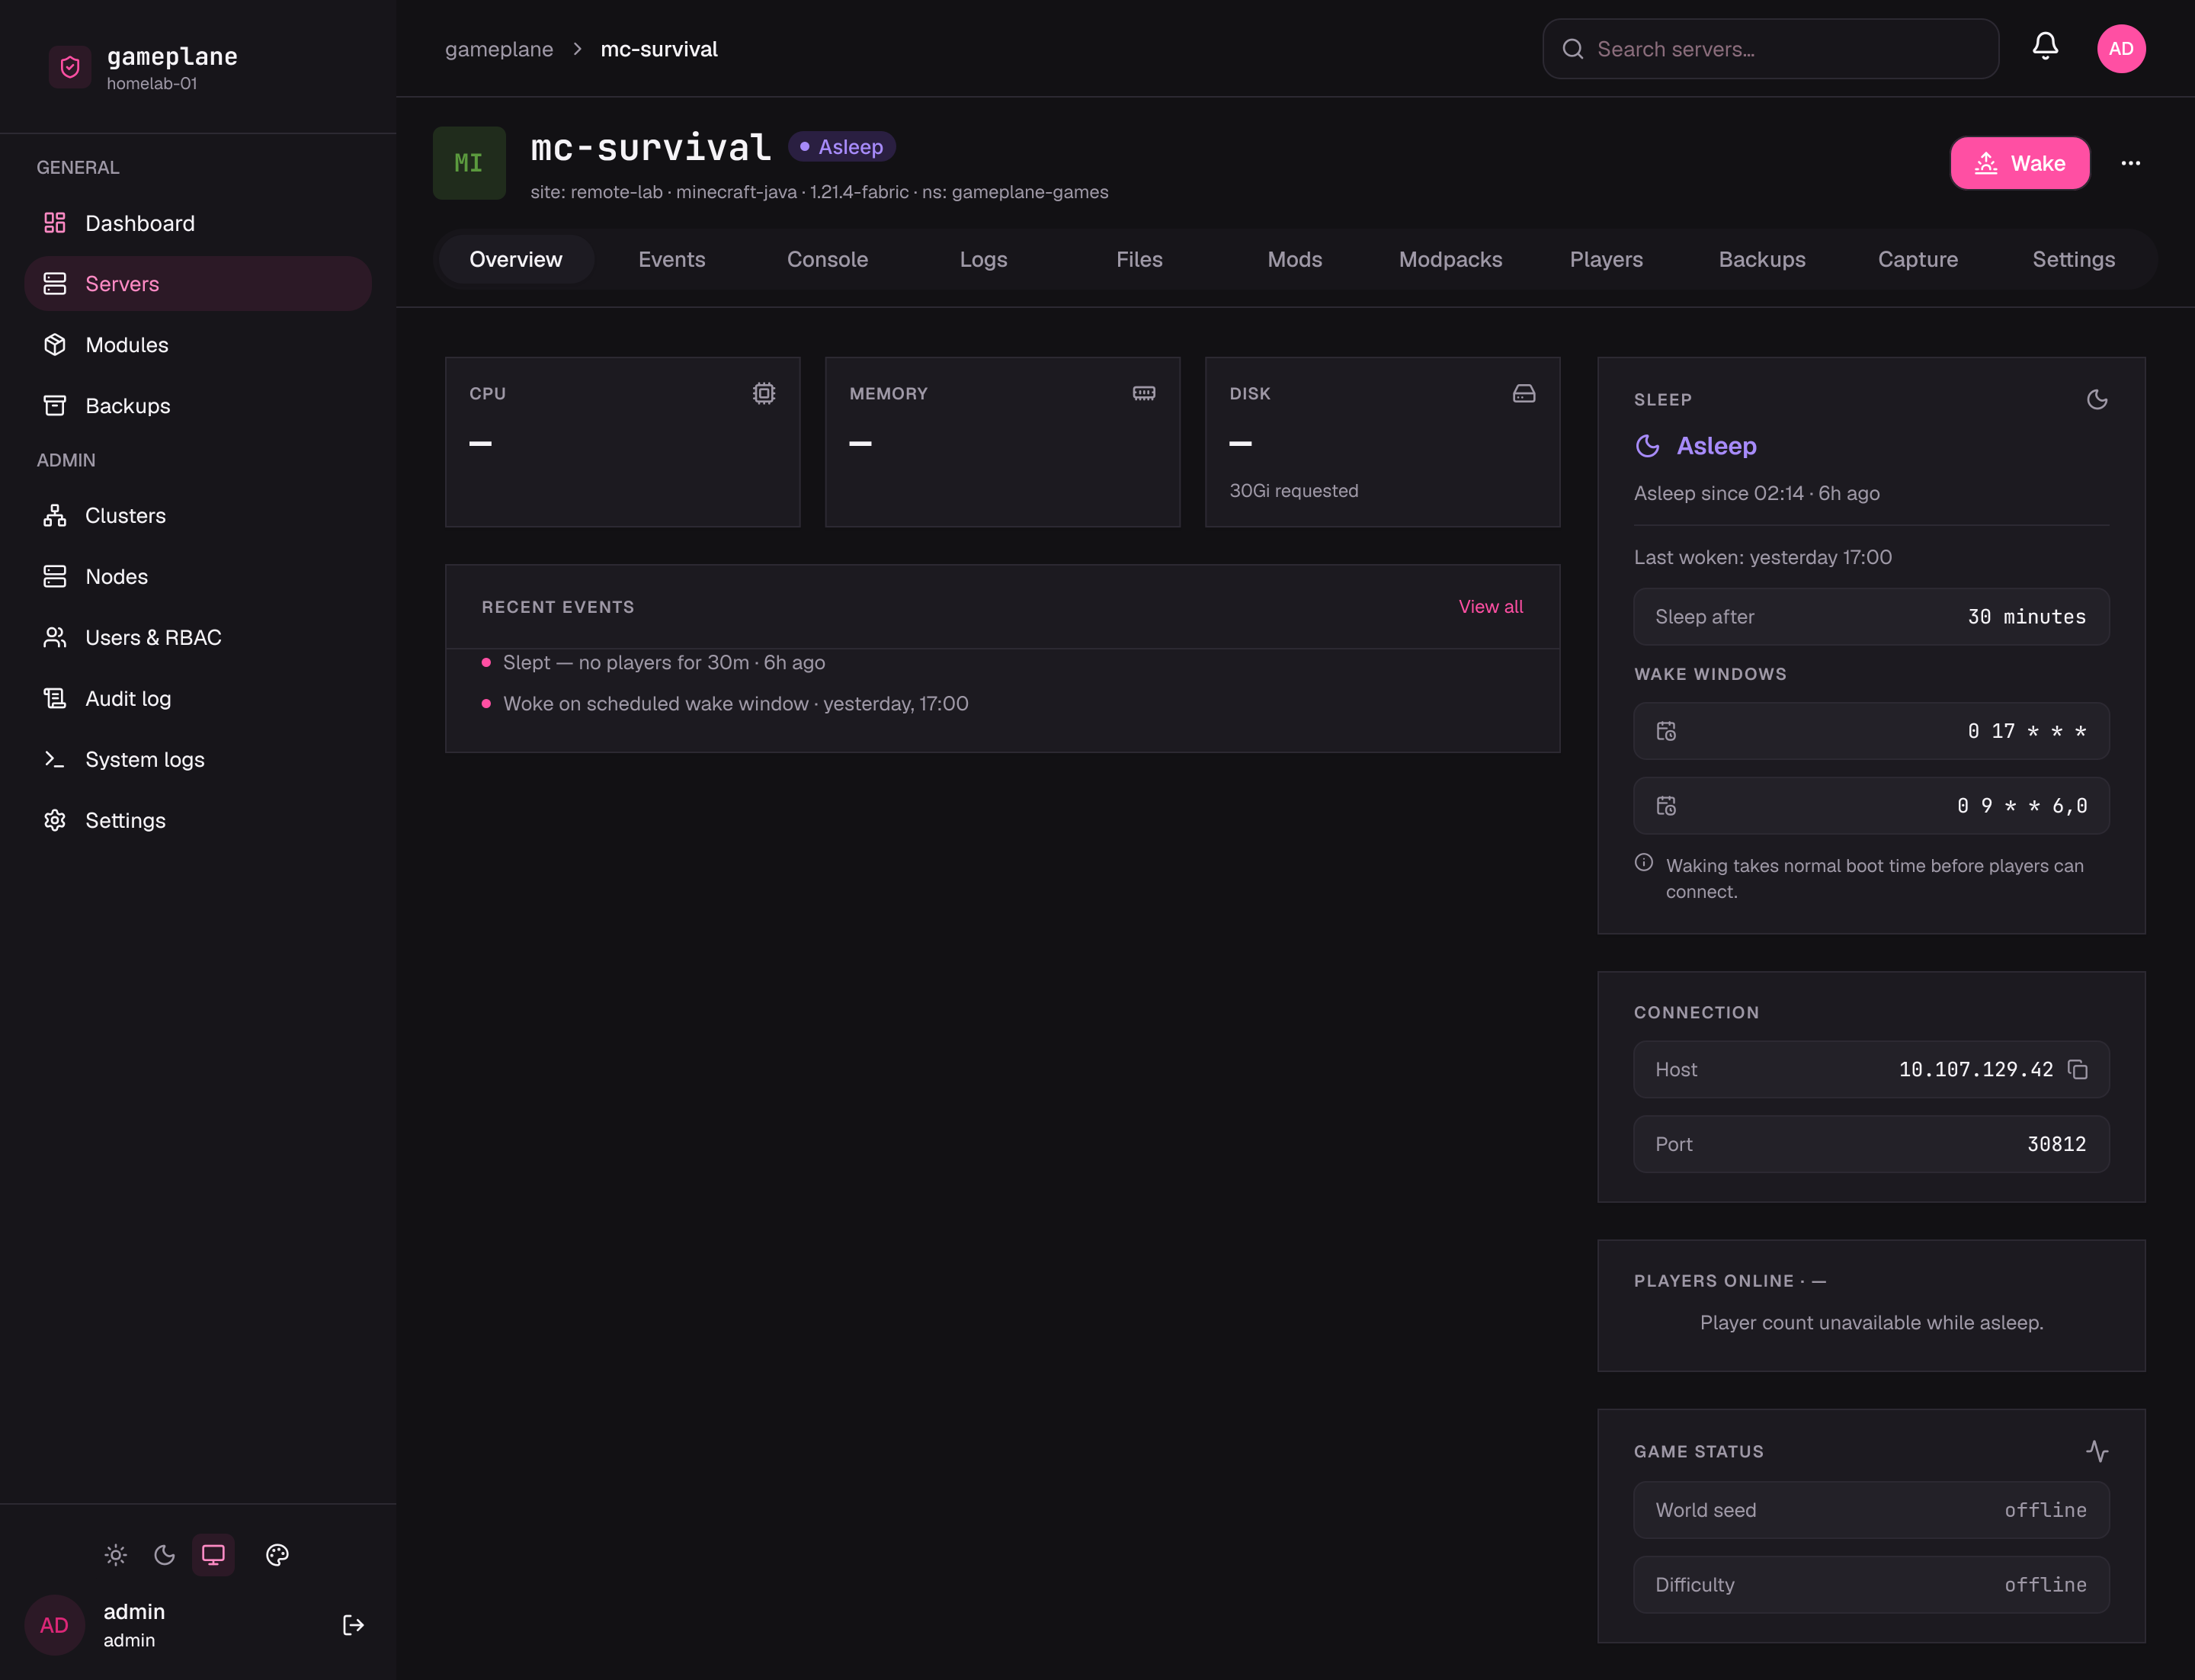 gameplane
homelab-01
GENERAL
Dashboard
Servers
Modules
Backups
ADMIN
Clusters
Nodes
Users & RBAC
Audit log
System logs
Settings
AD
admin
admin
gameplane > mc-survival
Search servers...
AD
MI
mc-survival
Asleep
site: remote-lab · minecraft-java · 1.21.4-fabric · ns: gameplane-games
Wake
Overview
Events
Console
Logs
Files
Mods
Modpacks
Players
Backups
Capture
Settings
CPU
—
MEMORY
—
DISK
—
30Gi requested
RECENT EVENTS
View all
Slept — no players for 30m · 6h ago
Woke on scheduled wake window · yesterday, 17:00
SLEEP
Asleep
Asleep since 02:14 · 6h ago
Last woken: yesterday 17:00
Sleep after 30 minutes
WAKE WINDOWS
0 17 * * *
0 9 * * 6,0
Waking takes normal boot time before players can
connect.
CONNECTION
Host 10.107.129.42
Port 30812
PLAYERS ONLINE · —
Player count unavailable while asleep.
GAME STATUS
World seed offline
Difficulty offline